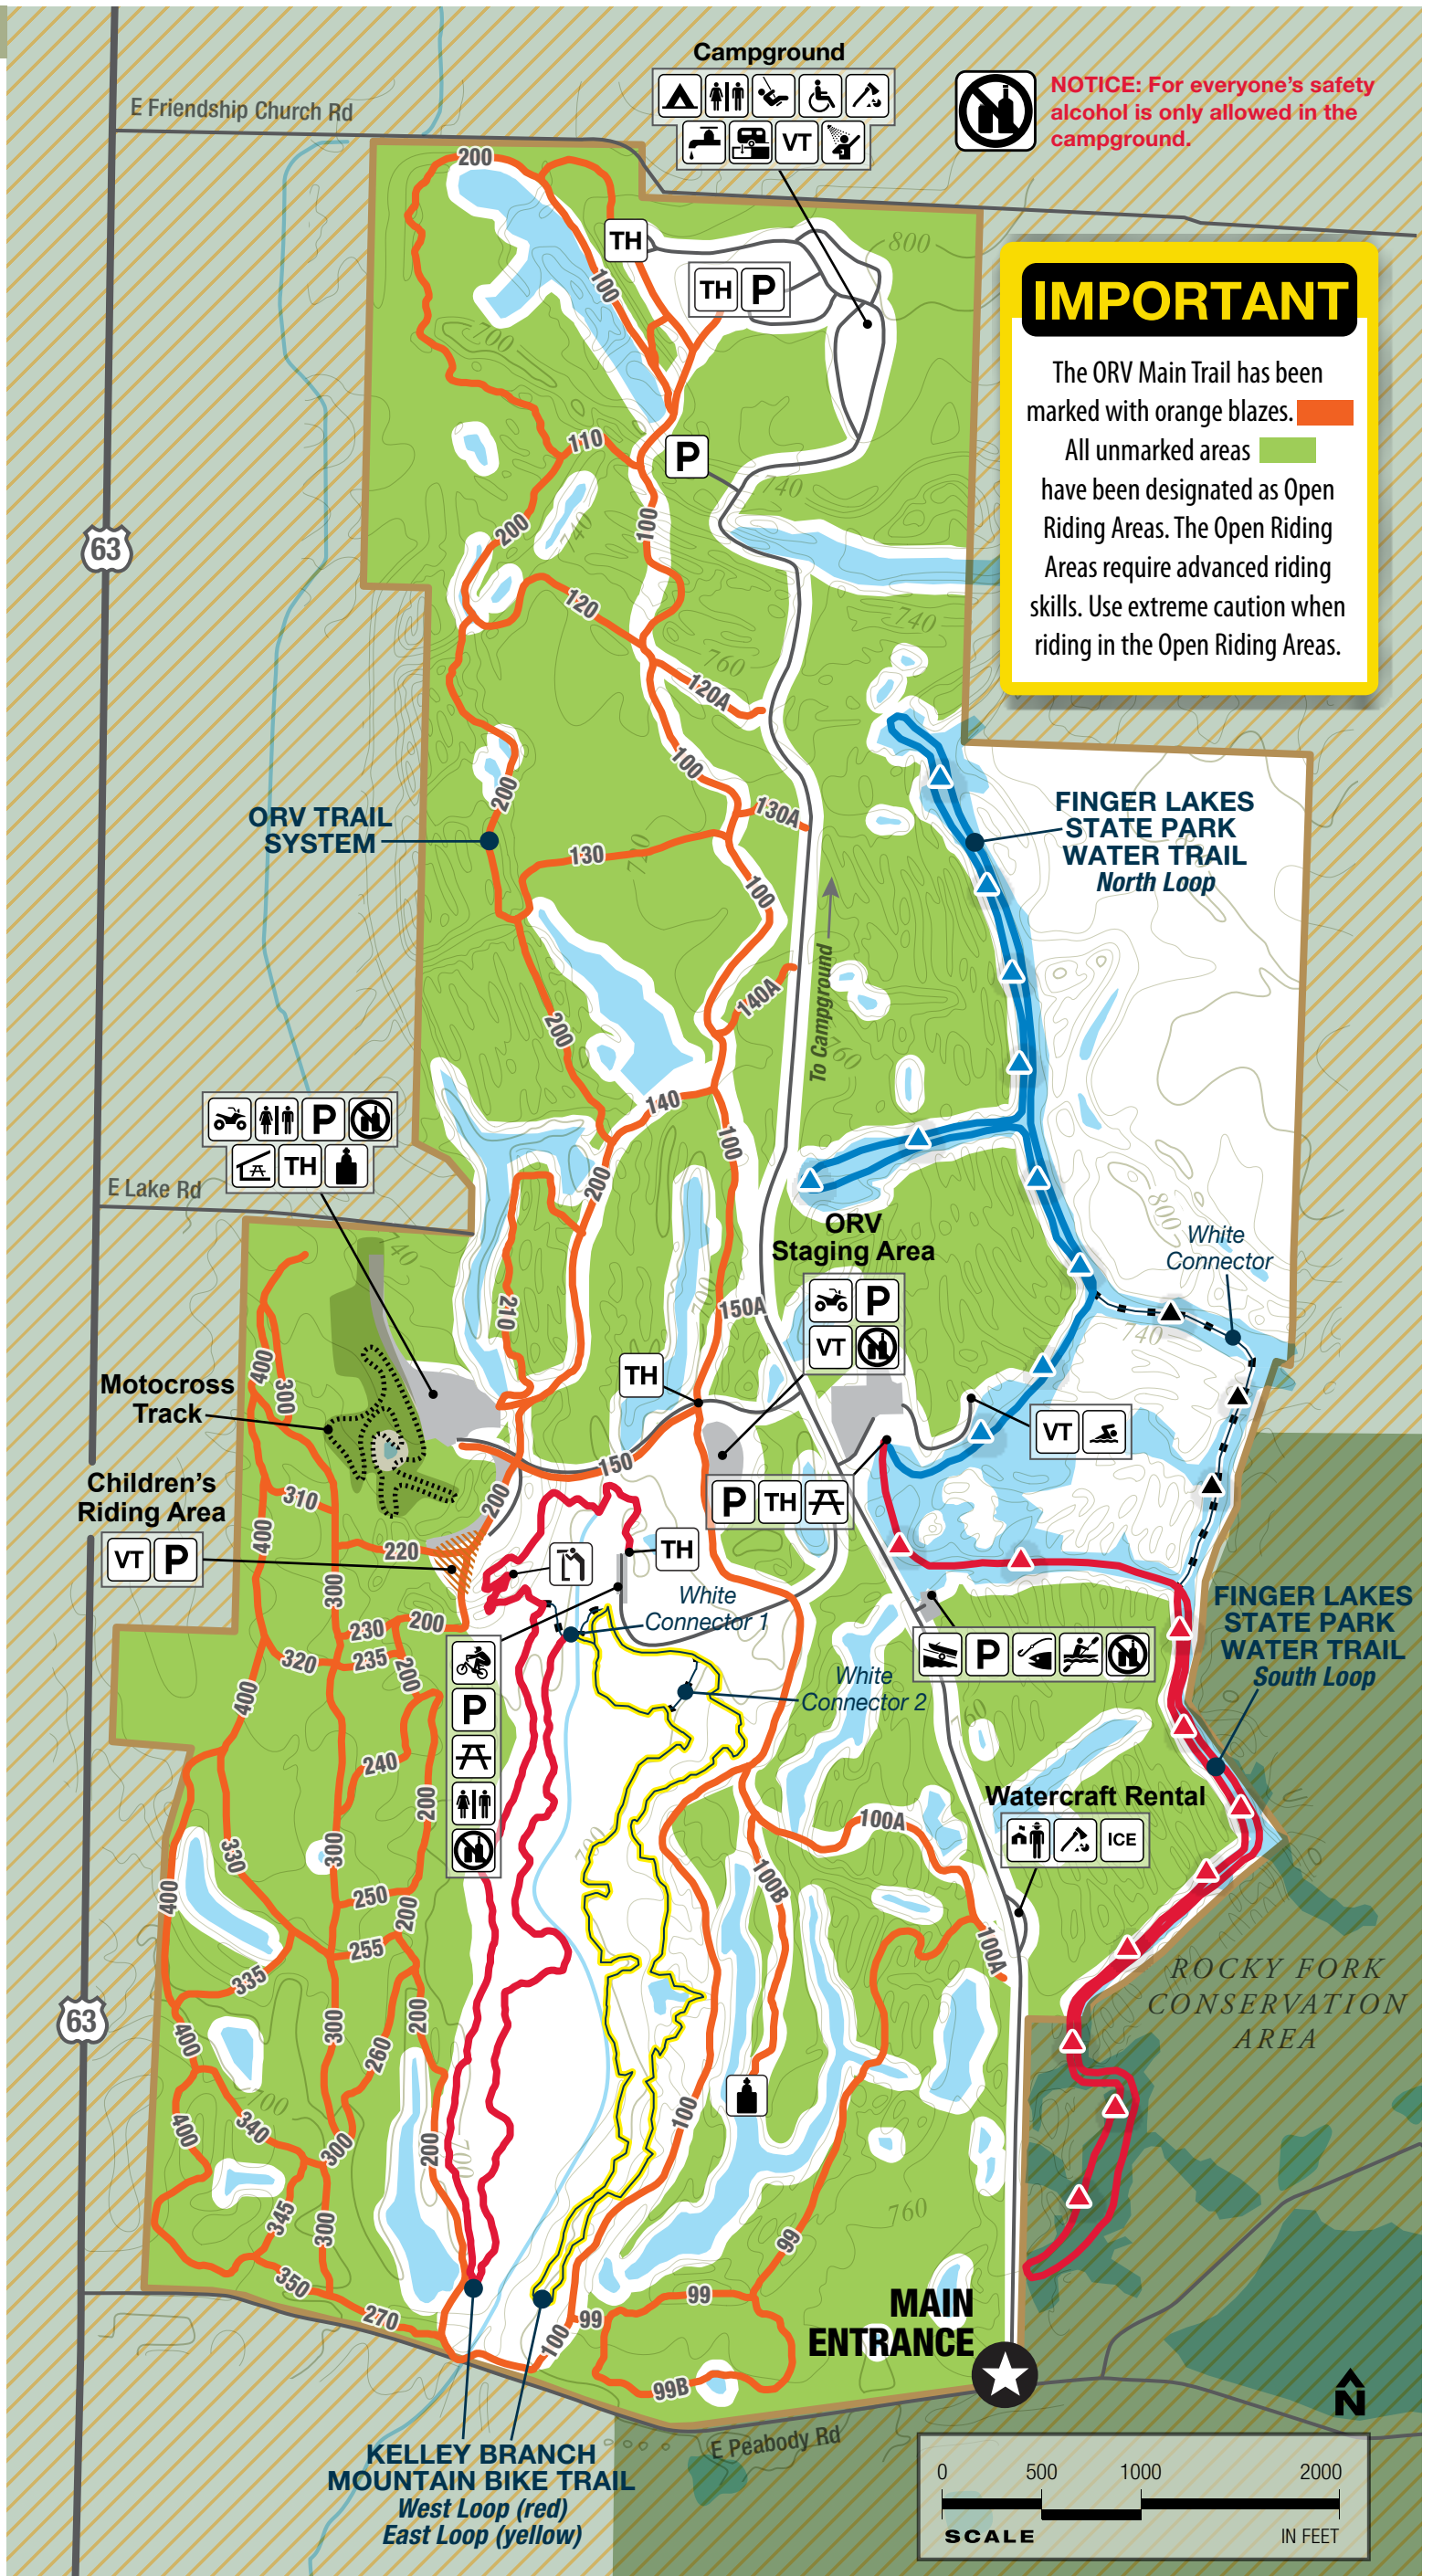 Campground
VT
NOTICE: For everyone's safety
alcohol is only allowed in the
campground.
E Friendship Church Rd
200
TH
800
TH P
100
700
IMPORTANT
The ORV Main Trail has been
marked with orange blazes.
All unmarked areas
have been designated as Open
Riding Areas. The Open Riding
Areas require advanced riding
skills. Use extreme caution when
riding in the Open Riding Areas.
110
P
740
200
740
100
63
120
740
760
120A
100
200
130A
ORV TRAIL
SYSTEM
FINGER LAKES
STATE PARK
WATER TRAIL
North Loop
130
720
100
To Campground
140A
200
760
140
100
P
TH
E Lake Rd
200
800
White
Connector
ORV
Staging Area
P
VT
740
210
700
150A
740
TH
400
300
Motocross
Track
VT
150
Children's
Riding Area
VT P
310
200
P TH
400
220
TH
300
White
Connector 1
FINGER LAKES
STATE PARK
WATER TRAIL
South Loop
230
200
320
235
200
P
400
White
Connector 2
760
P
240
200
Watercraft Rental
ICE
100A
700
330
300
100B
400
250
200
255
100A
335
ROCKY FORK
CONSERVATION
AREA
300
200
400
260
700
340
400
300
200
700
100
345
300
760
99
350
99
270
99
100
99B
MAIN
ENTRANCE
63
E Peabody Rd
N
KELLEY BRANCH
MOUNTAIN BIKE TRAIL
West Loop (red)
East Loop (yellow)
0 500 1000 2000
SCALE IN FEET